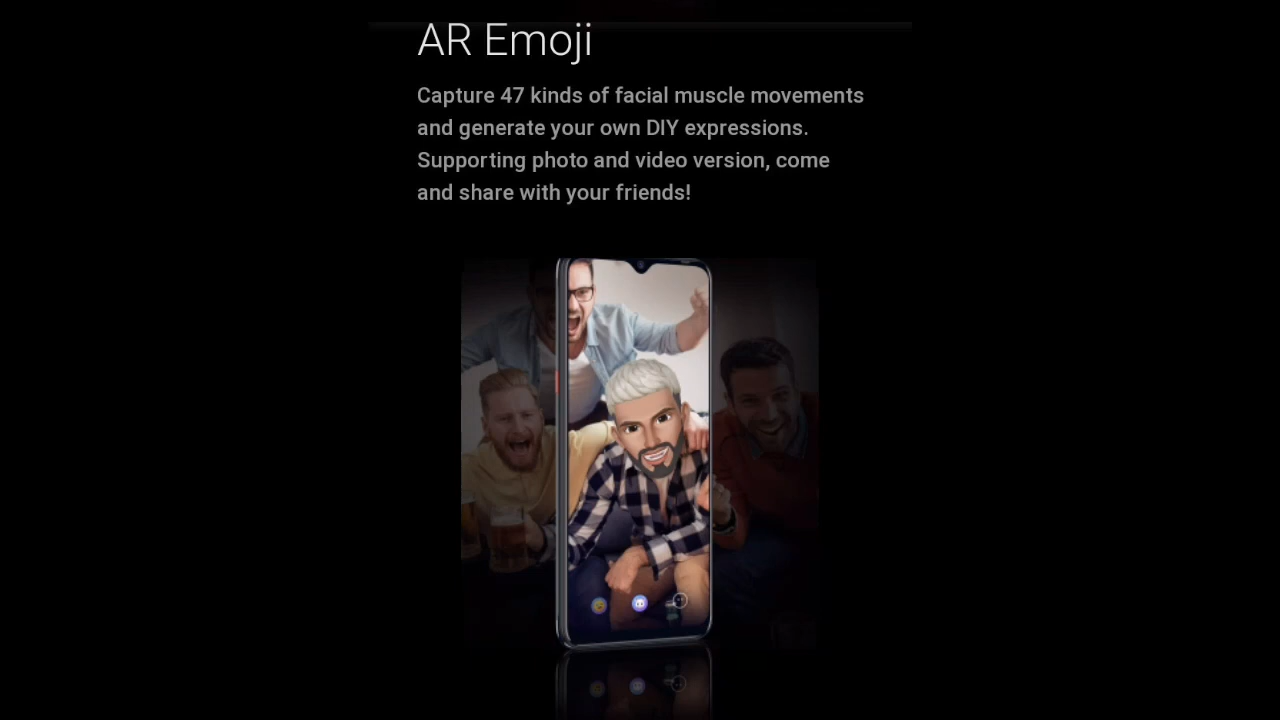 AR Emoji
Capture 47 kinds of facial muscle movements
and generate your own DIY expressions.
Supporting photo and video version, come
and share with your friends!